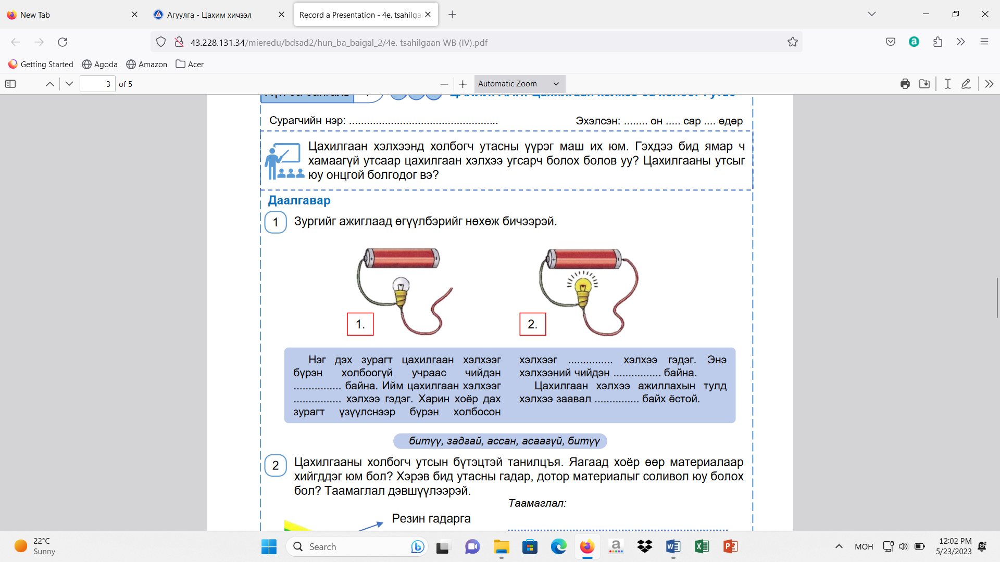 New Tab
Агуулга - Цахим хичээл
Record a Presentation - 4e. tsahilga
43.228.131.34/mieredu/bdsad2/hun_ba_baigal_2/4e. tsahilgaan WB (IV).pdf
Getting Started
Agoda
Amazon
Acer
3 of 5
Automatic Zoom
Сурагчийн нэр: ..................................................
Эхэлсэн: ........ он ..... сар .... өдөр
Цахилгаан хэлхээнд холбогч утасны үүрэг маш их юм. Гэхдээ бид ямар ч
хамаагүй утсаар цахилгаан хэлхээ угсарч болох болов уу? Цахилгааны утсыг
юу онцгой болгодог вэ?
Даалгавар
1 Зургийг ажиглаад өгүүлбэрийг нөхөж бичээрэй.
1.
2.
Нэг дэх зурагт цахилгаан хэлхээг
бүрэн холбоогүй учраас чийдэн
................ байна. Ийм цахилгаан хэлхээг
................ хэлхээ гэдэг. Харин хоёр дах
зурагт үзүүлснээр бүрэн холбосон
хэлхээг ............... хэлхээ гэдэг. Энэ
хэлхээний чийдэн ................ байна.
Цахилгаан хэлхээ ажиллахын тулд
хэлхээ заавал ............... байх ёстой.
битүү, задгай, ассан, асаагүй, битүү
2 Цахилгааны холбогч утсын бүтэцтэй танилцъя. Яагаад хоёр өөр материалаар
хийгддэг юм бол? Хэрэв бид утасны гадар, дотор материалыг соливол юу болох
бол? Таамаглал дэвшүүлээрэй.
Таамаглал:
Резин гадарга
22°C
Sunny
Search
МОН
12:02 PM
5/23/2023